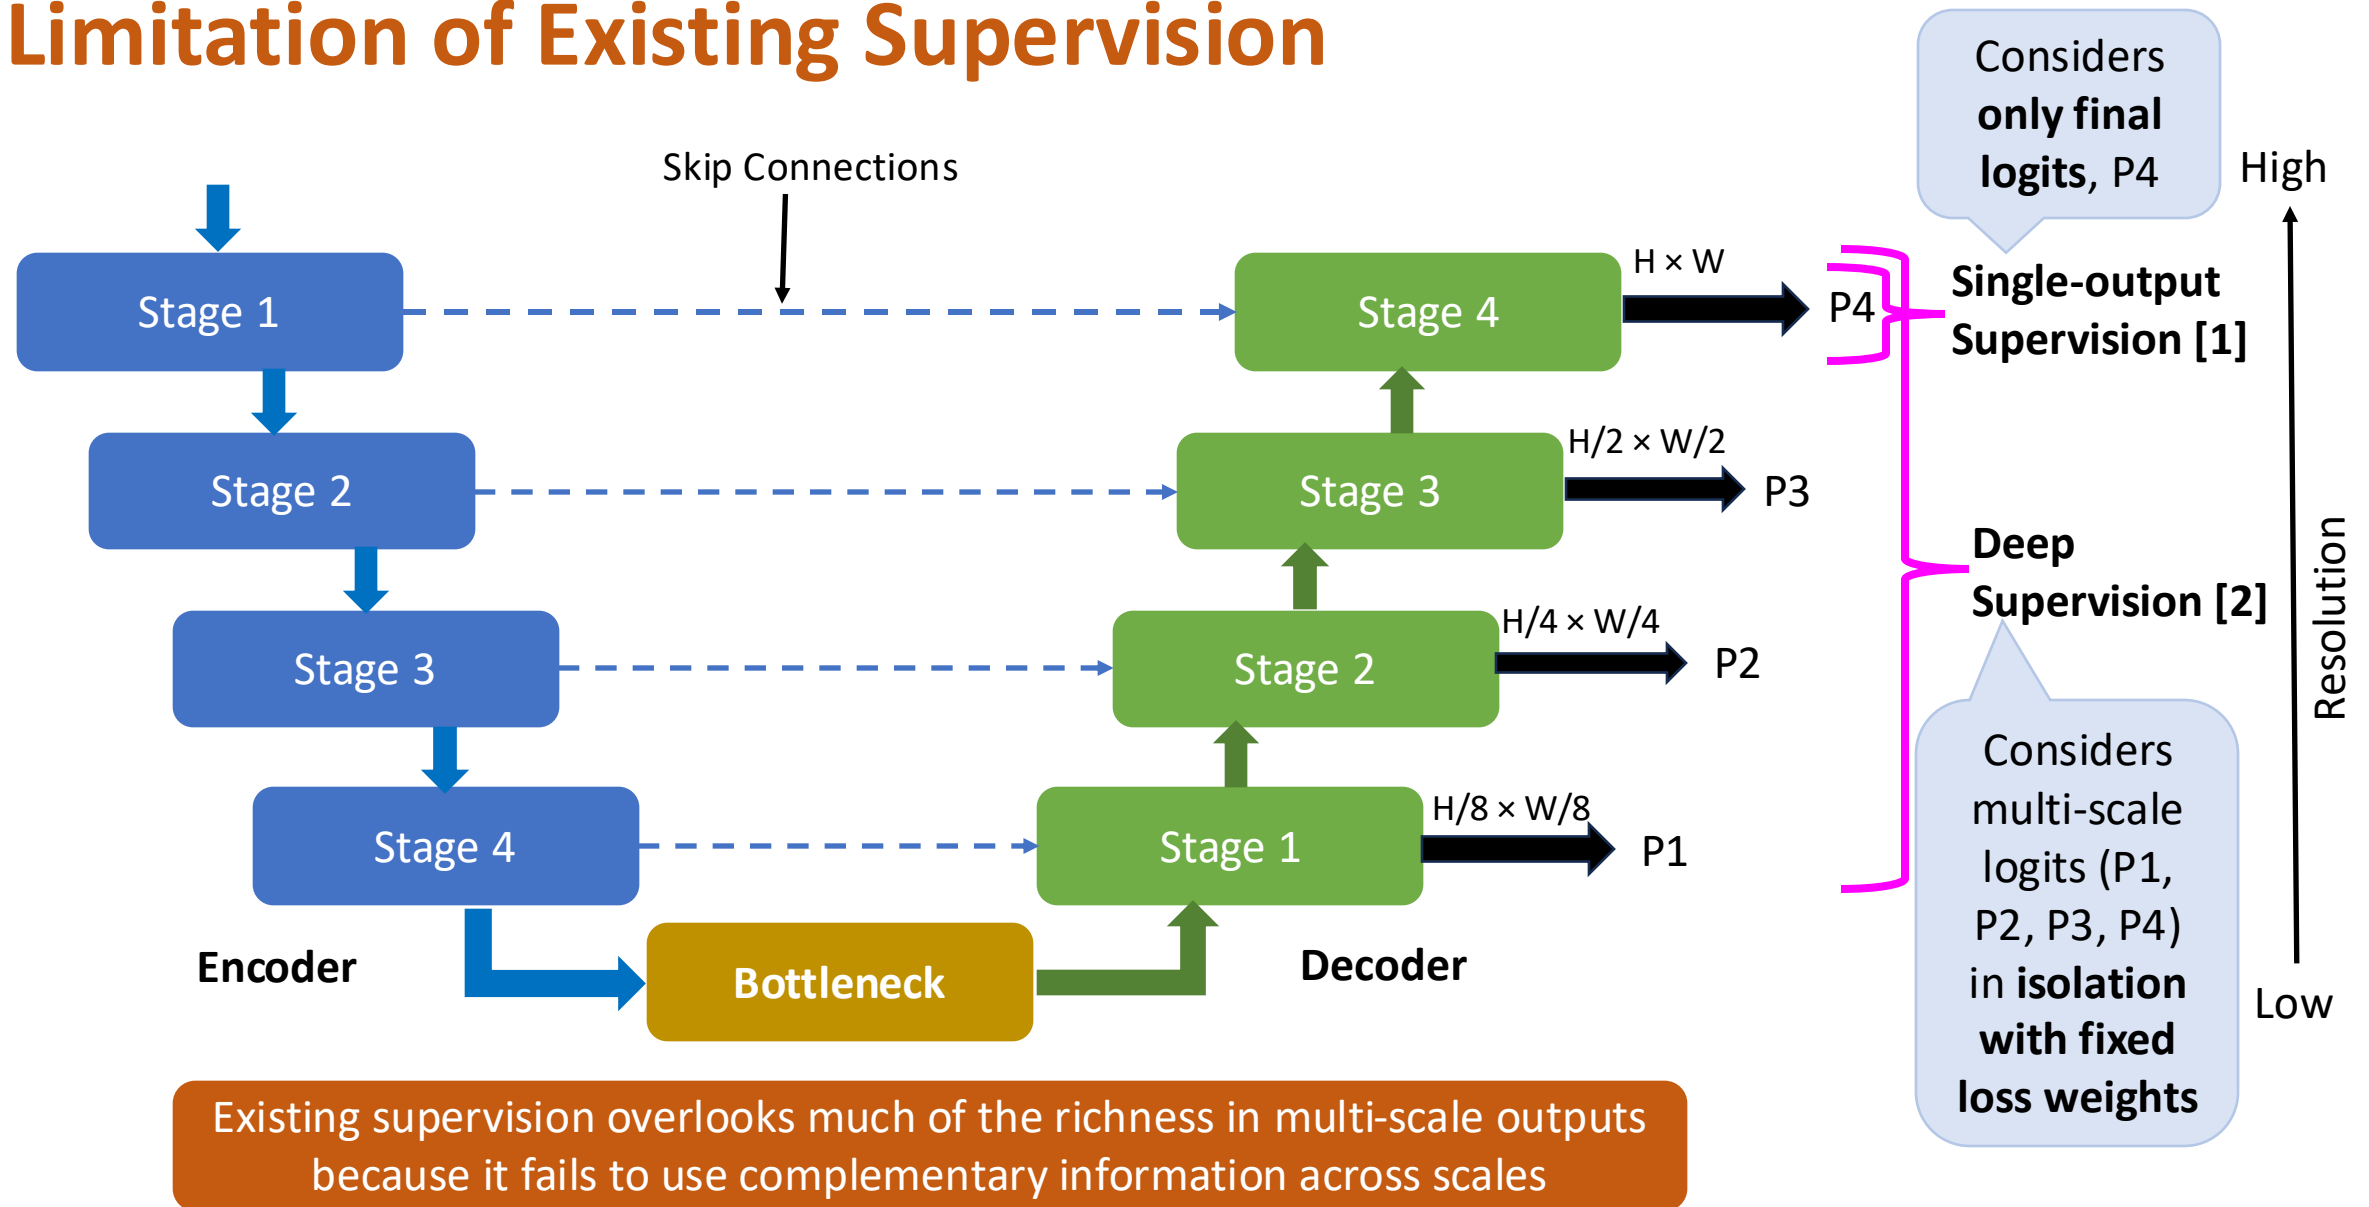 Limitation of Existing Supervision
Considers
only final
logits, P4
High
Skip Connections
Stage 1
Stage 4
H × W
P4
Single-output
Supervision [1]
Stage 2
Stage 3
H/2 × W/2
P3
Deep
Supervision [2]
Resolution
Stage 3
Stage 2
H/4 × W/4
P2
Stage 4
Stage 1
H/8 × W/8
P1
Considers
multi-scale
logits (P1,
P2, P3, P4)
in isolation
with fixed
loss weights
Low
Encoder
Bottleneck
Decoder
Existing supervision overlooks much of the richness in multi-scale outputs
because it fails to use complementary information across scales